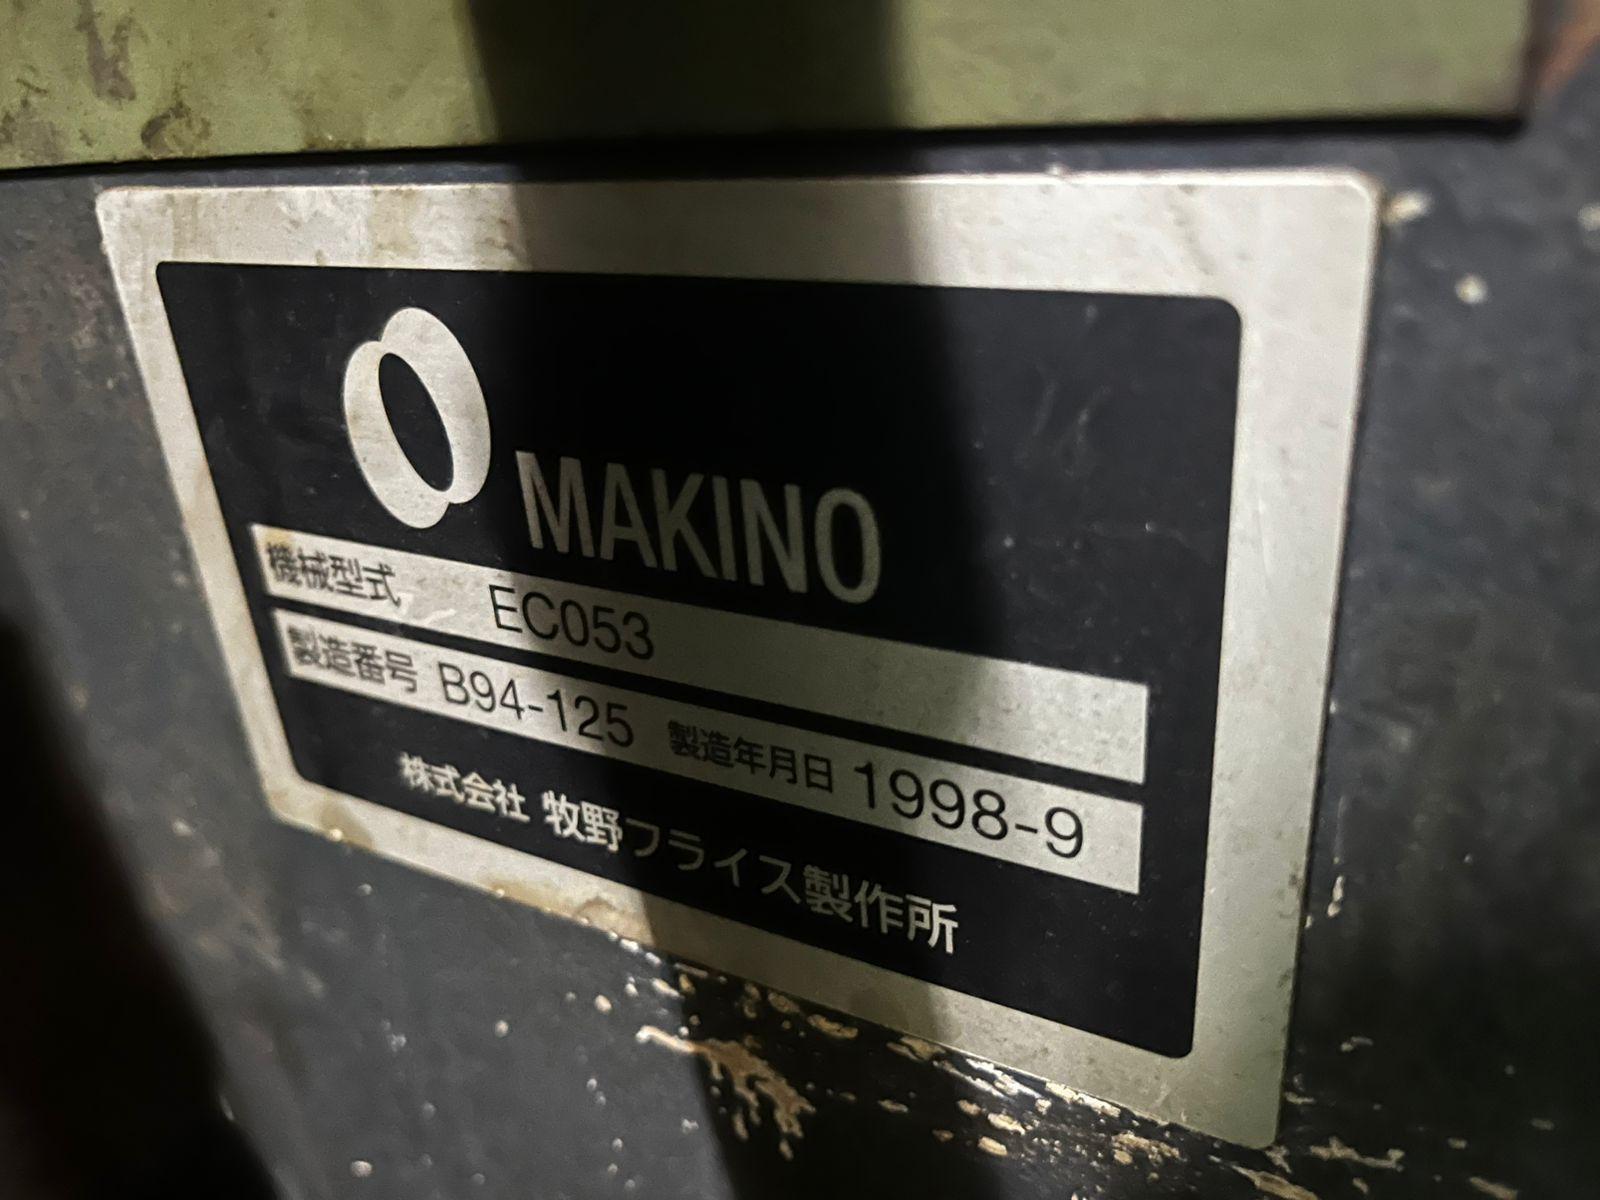 MAKINO
機械型式 EC053
製造番号 B94-125 製造年月日 1998-9
株式会社 牧野フライス製作所